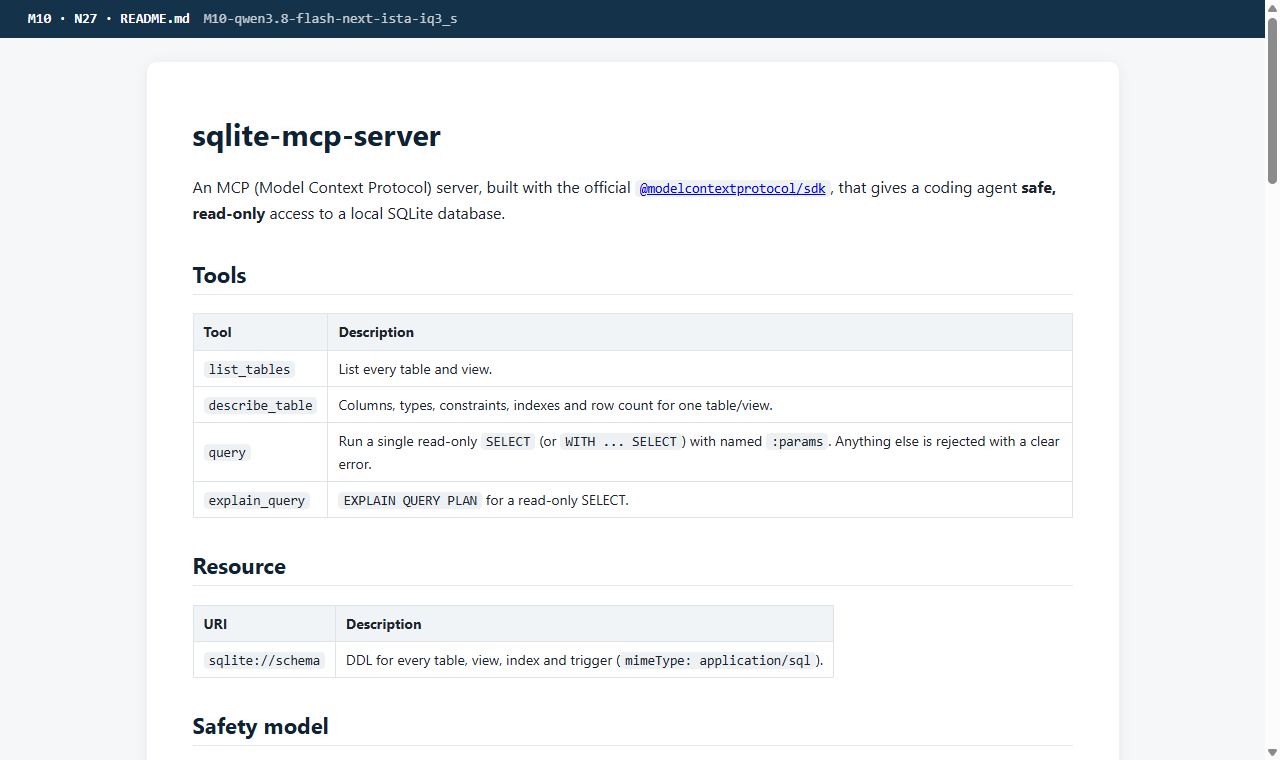 M10 • N27 • README.md M10-qwen3.8-flash-next-ista-iq3_s
sqlite-mcp-server
An MCP (Model Context Protocol) server, built with the official @modelcontextprotocol/sdk, that gives a coding agent safe,
read-only access to a local SQLite database.
Tools
Tool Description
list_tables List every table and view.
describe_table Columns, types, constraints, indexes and row count for one table/view.
query Run a single read-only SELECT (or WITH ... SELECT) with named :params. Anything else is rejected with a clear
error.
explain_query EXPLAIN QUERY PLAN for a read-only SELECT.
Resource
URI Description
sqlite://schema DDL for every table, view, index and trigger (mimeType: application/sql).
Safety model